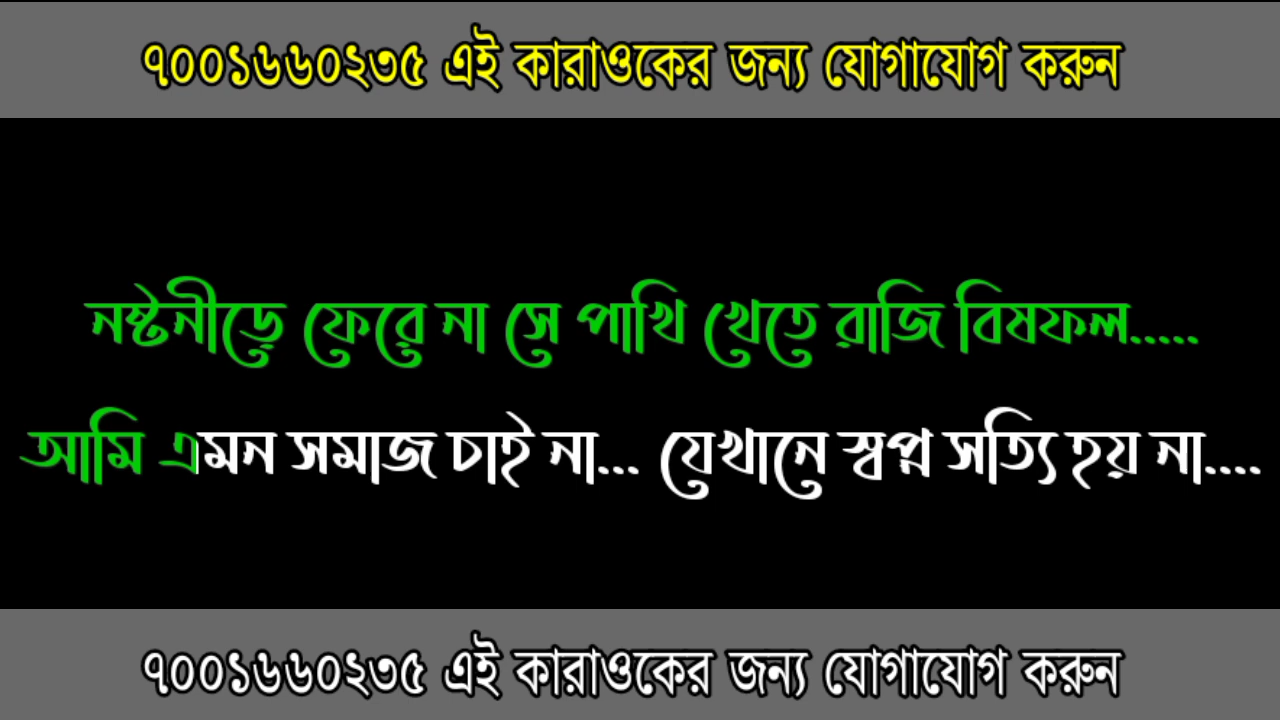 ৭০০১৬৬০২৩৫ এই কারাওকের জন্য যোগাযোগ করুন
নষ্টনীড়ে ফেরে না সে পাখি খেতে রাজি বিষফল.....
আমি এমন সমাজ চাই না... যেখানে স্বপ্ন সত্যি হয় না....
৭০০১৬৬০২৩৫ এই কারাওকের জন্য যোগাযোগ করুন